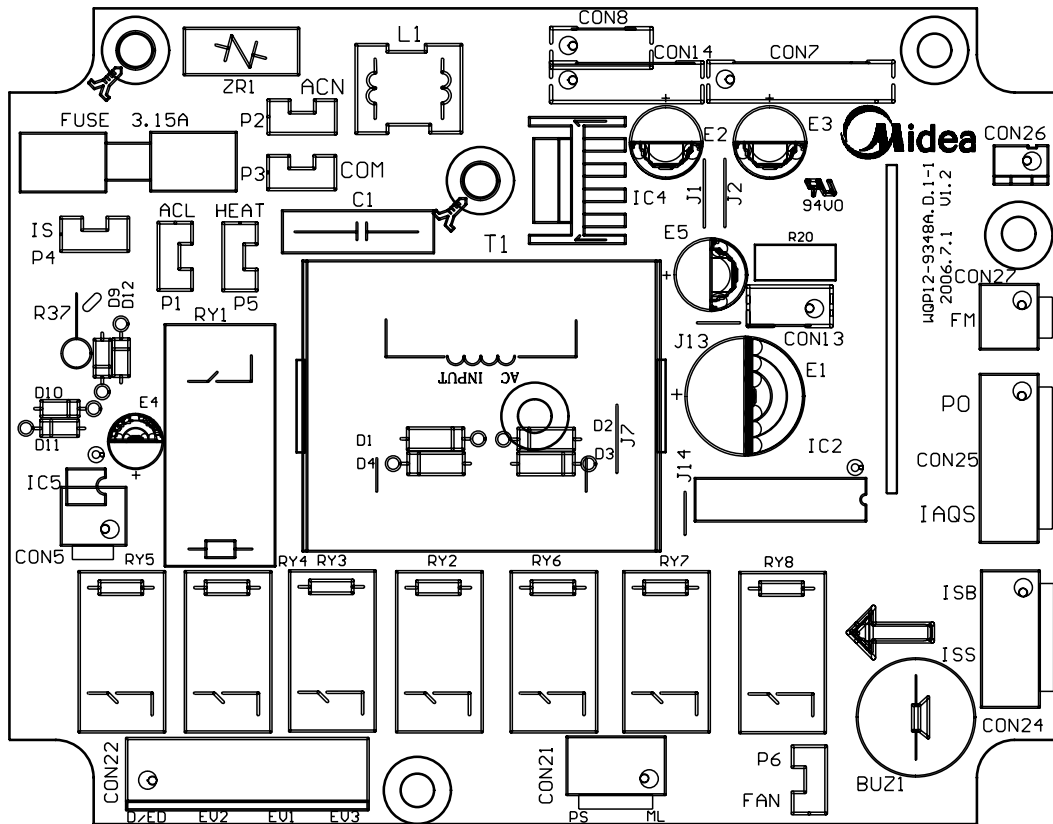 CON8
L1
CON14
CON7
ZR1
ACN
FUSE 3.15A
P2
E2
E3
Midea
CON26
P3
COM
IC4
J1
J2
94V0
ACL
HEAT
C1
IS
P4
T1
E5
R20
WQP12-9348A.D.1-1
2006.7.1 V1.2
CON27
P1
P5
D9
D12
R37
RY1
FM
J13
CON13
AC
INPUT
E1
D10
E4
PO
D11
D1
D2
J7
IC2
D4
D3
CON25
IC5
J14
IAQS
CON5
RY5
RY4
RY3
RY2
RY6
RY7
RY8
ISB
ISS
CON24
CON22
CON21
P6
BUZ1
FAN
D/ED
EV2
EV1
EV3
PS
ML